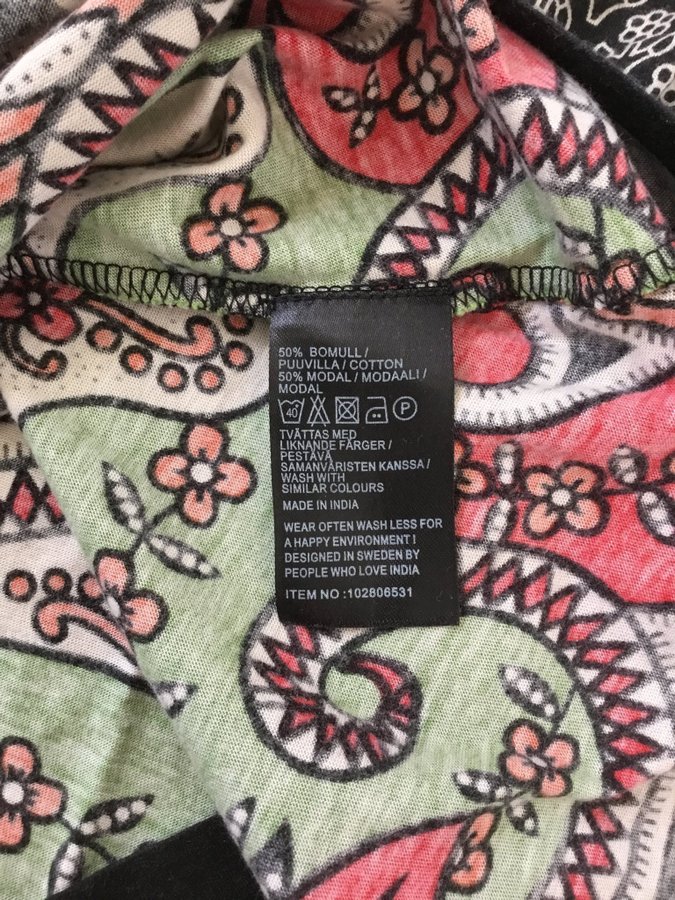 50% BOMULL /
PUUVILLA / COTTON
50% MODAL / MODAALI /
MODAL
40 P
TVÄTTAS MED
LIKNANDE FÄRGER /
PESTÄVÄ
SAMANVÄRISTEN KANSSA /
WASH WITH
SIMILAR COLOURS
MADE IN INDIA
WEAR OFTEN WASH LESS FOR
A HAPPY ENVIRONMENT !
DESIGNED IN SWEDEN BY
PEOPLE WHO LOVE INDIA
ITEM NO :102806531